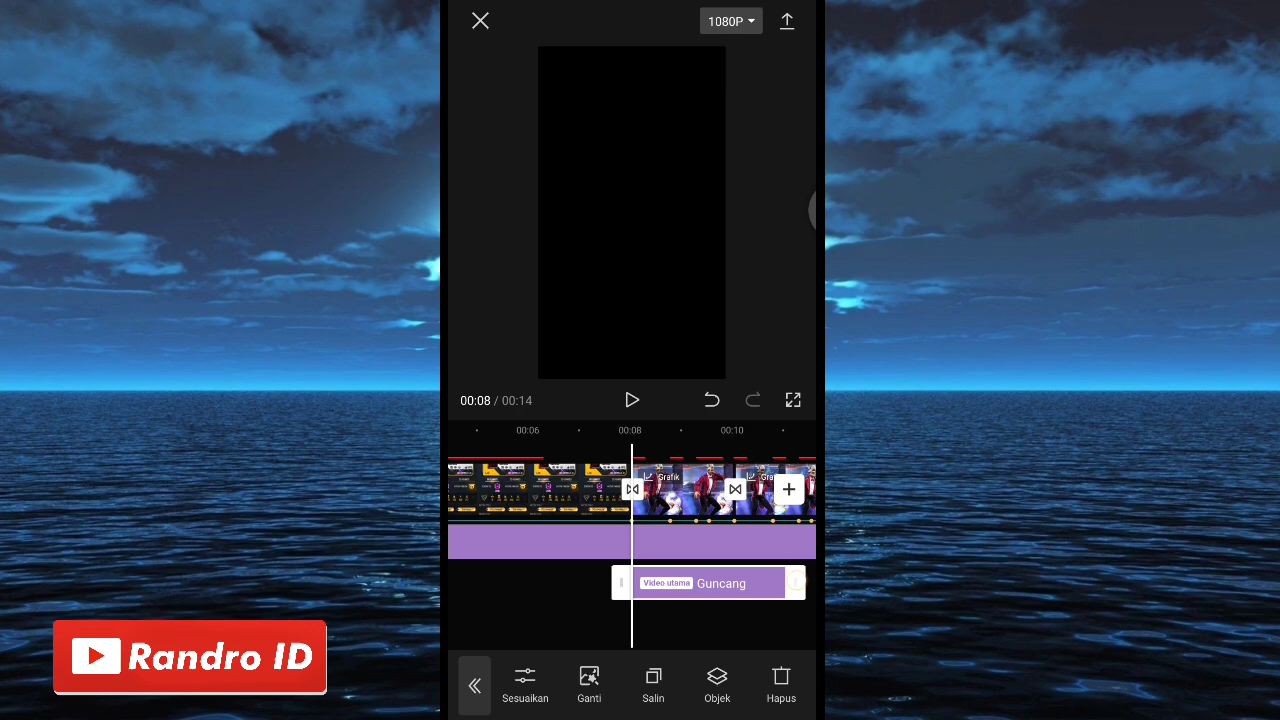 1080P
00:08 / 00:14
00:06
00:08
00:10
Grafik
Gra
Video utama Guncang
Sesuaikan
Ganti
Salin
Objek
Hapus
Randro ID